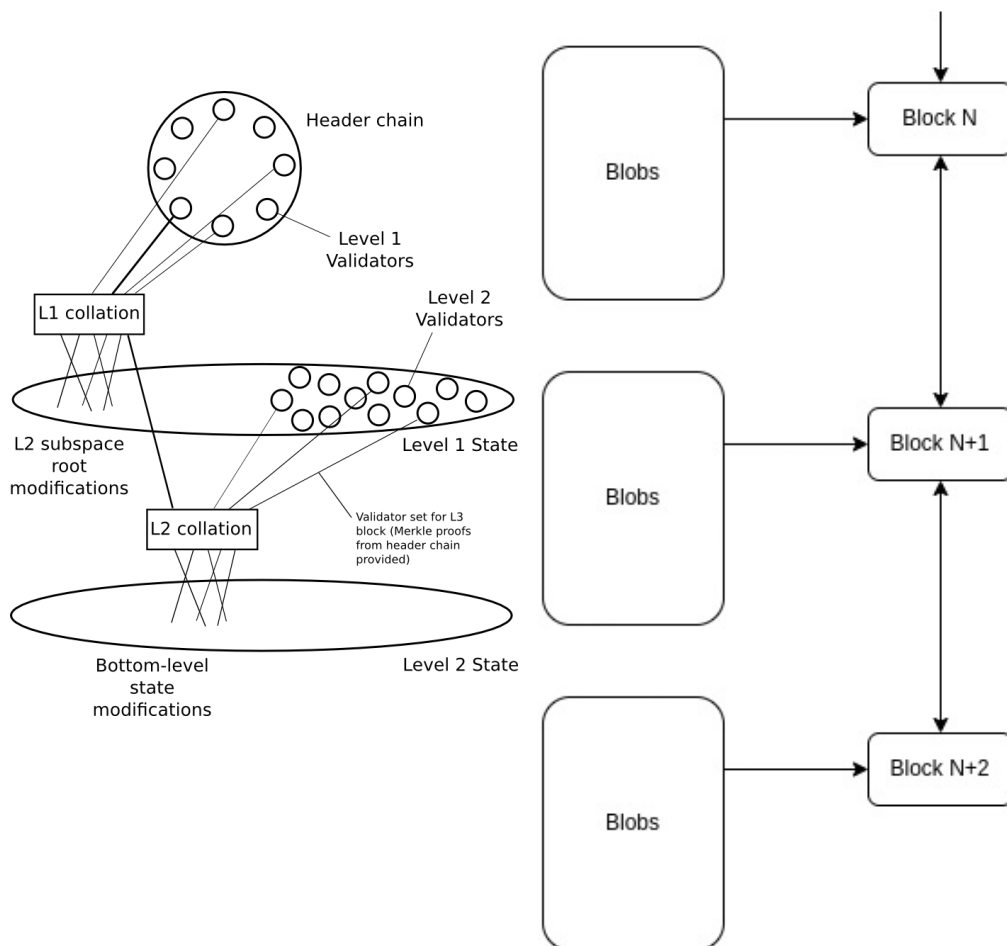 Header chain
Level 1
Validators
L1 collation
Level 2
Validators
L2 subspace
root
modifications
Level 1 State
L2 collation
Validator set for L3
block (Merkle proofs
from header chain
provided)
Bottom-level
state
modifications
Level 2 State
Blobs
Block N
Blobs
Block N+1
Blobs
Block N+2